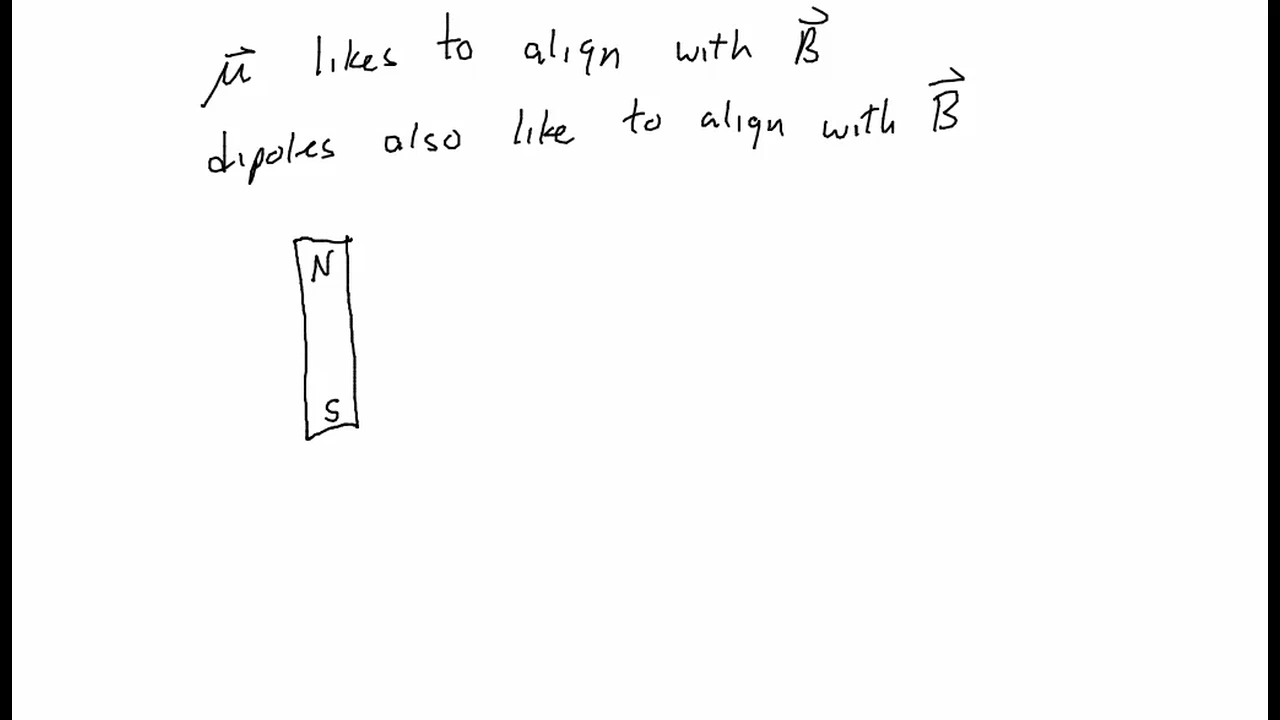 μ⃗ likes to align with B⃗
dipoles also like to align with B⃗
N
S